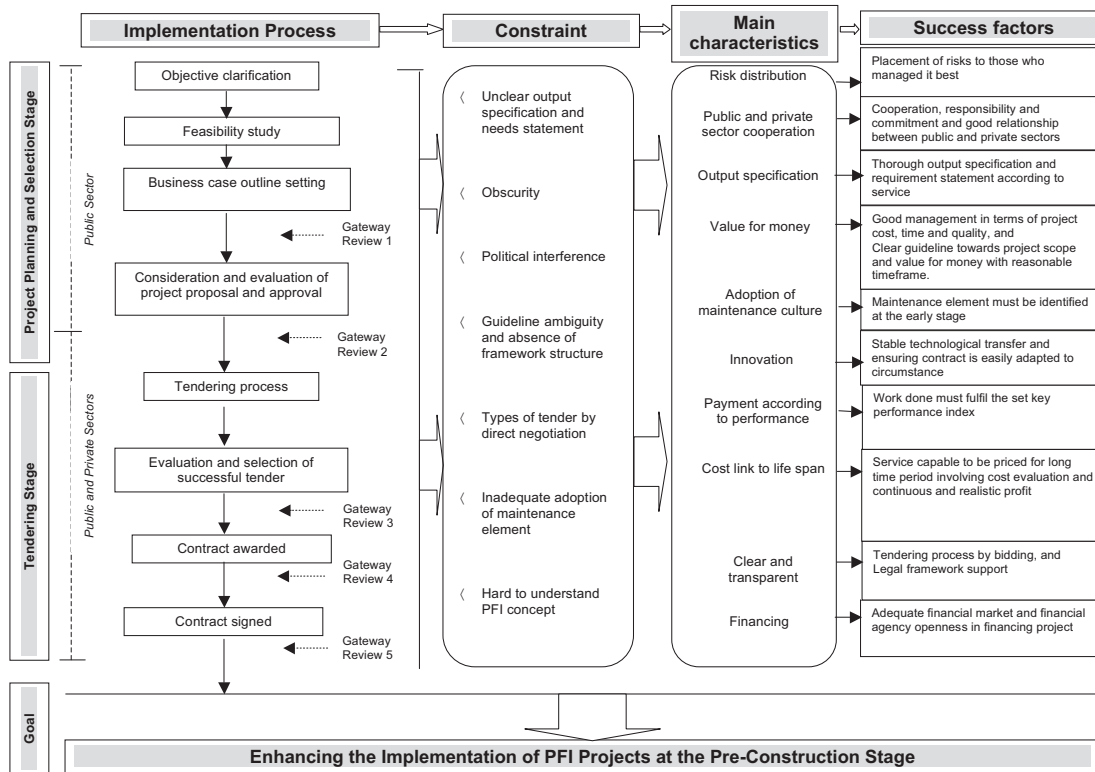 Implementation Process
Constraint
Main
characteristics
Success factors
Project Planning and Selection Stage
Tendering Stage
Goal
Public Sector
Public and Private Sectors
Objective clarification
Feasibility study
Business case outline setting
Gateway
Review 1
Consideration and evaluation of
project proposal and approval
Gateway
Review 2
Tendering process
Evaluation and selection of
successful tender
Gateway
Review 3
Contract awarded
Gateway
Review 4
Contract signed
Gateway
Review 5
〈 Unclear output
specification and
needs statement
〈 Obscurity
〈 Political interference
〈 Guideline ambiguity
and absence of
framework structure
〈 Types of tender by
direct negotiation
〈 Inadequate adoption
of maintenance
element
〈 Hard to understand
PFI concept
Risk distribution
Public and private
sector cooperation
Output specification
Value for money
Adoption of
maintenance culture
Innovation
Payment according
to performance
Cost link to life span
Clear and
transparent
Financing
Placement of risks to those who
managed it best
Cooperation, responsibility and
commitment and good relationship
between public and private sectors
Thorough output specification and
requirement statement according to
service
Good management in terms of project
cost, time and quality, and
Clear guideline towards project scope
and value for money with reasonable
timeframe.
Maintenance element must be identified
at the early stage
Stable technological transfer and
ensuring contract is easily adapted to
circumstance
Work done must fulfil the set key
performance index
Service capable to be priced for long
time period involving cost evaluation and
continuous and realistic profit
Tendering process by bidding, and
Legal framework support
Adequate financial market and financial
agency openness in financing project
Enhancing the Implementation of PFI Projects at the Pre-Construction Stage